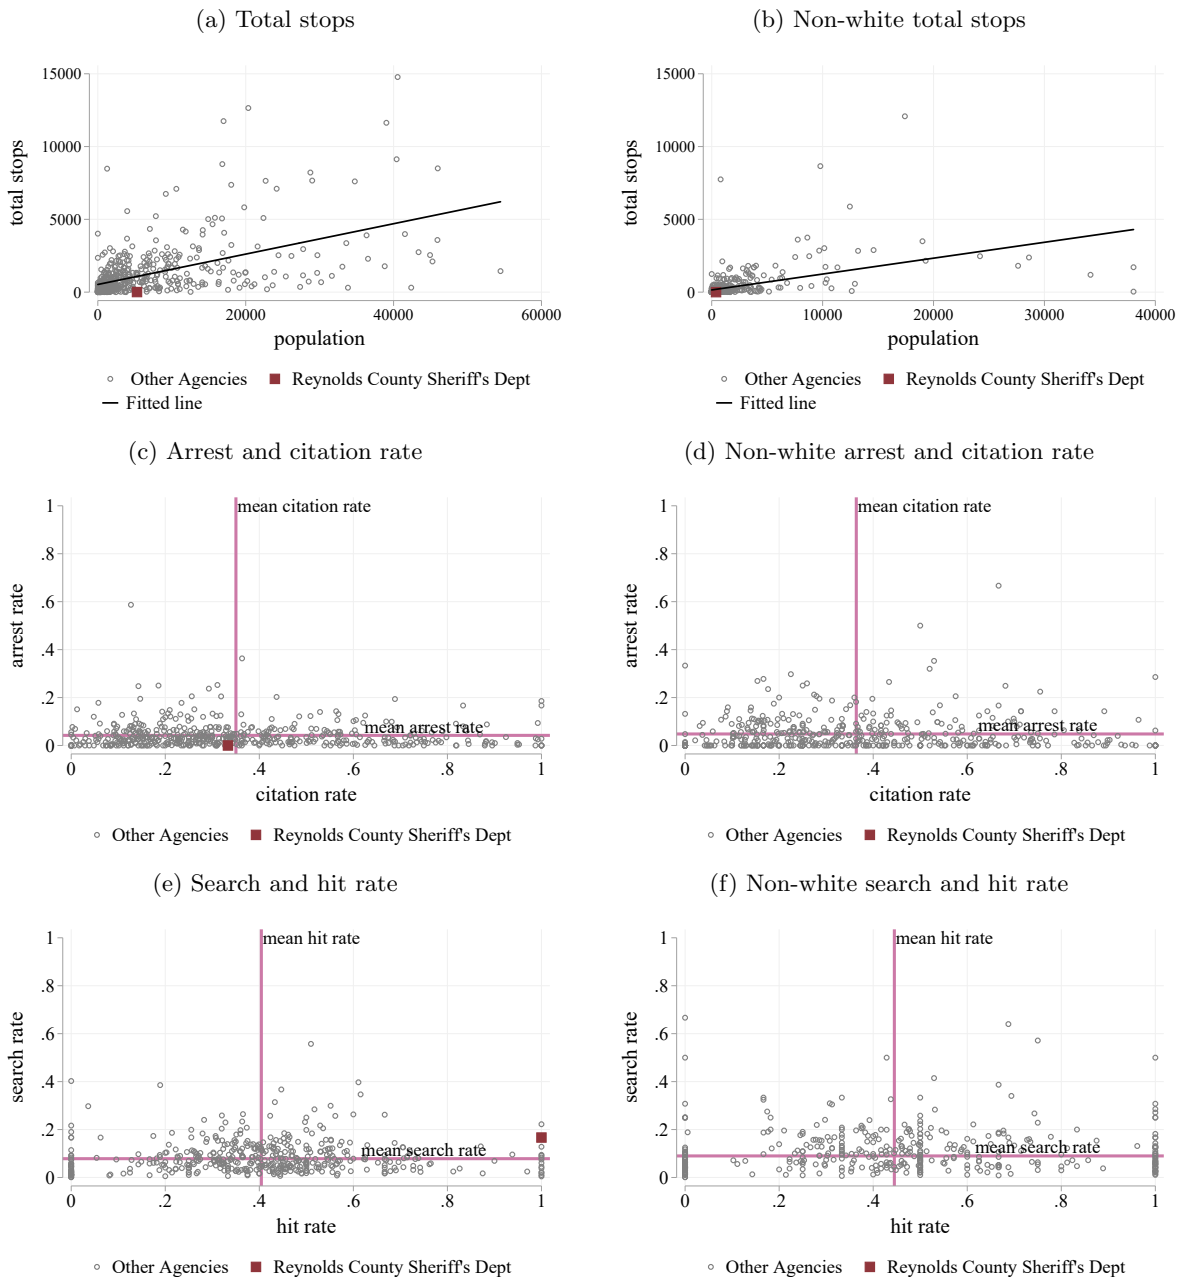 (a) Total stops
(b) Non-white total stops
15000
10000
5000
0
total stops
0 20000 40000 60000
population
Other Agencies Reynolds County Sheriff's Dept
Fitted line
15000
10000
5000
0
total stops
0 10000 20000 30000 40000
population
Other Agencies Reynolds County Sheriff's Dept
Fitted line
(c) Arrest and citation rate
(d) Non-white arrest and citation rate
1
.8
.6
.4
.2
0
arrest rate
mean citation rate
mean arrest rate
0 .2 .4 .6 .8 1
citation rate
Other Agencies Reynolds County Sheriff's Dept
1
.8
.6
.4
.2
0
arrest rate
mean citation rate
mean arrest rate
0 .2 .4 .6 .8 1
citation rate
Other Agencies Reynolds County Sheriff's Dept
(e) Search and hit rate
(f) Non-white search and hit rate
1
.8
.6
.4
.2
0
search rate
mean hit rate
mean search rate
0 .2 .4 .6 .8 1
hit rate
Other Agencies Reynolds County Sheriff's Dept
1
.8
.6
.4
.2
0
search rate
mean hit rate
mean search rate
0 .2 .4 .6 .8 1
hit rate
Other Agencies Reynolds County Sheriff's Dept